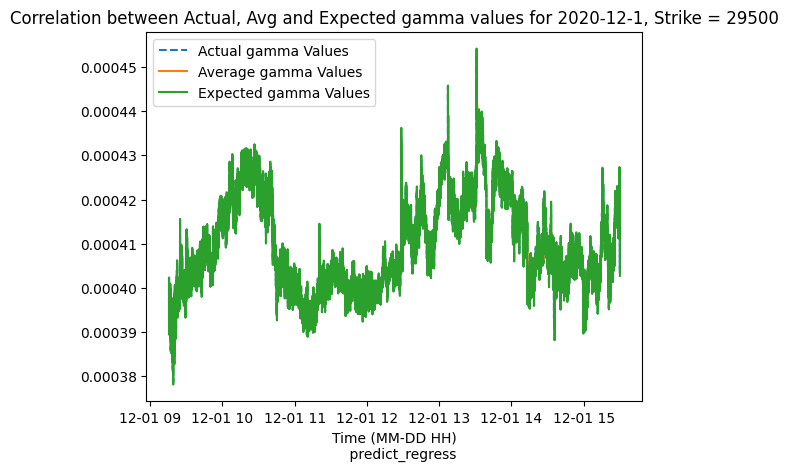 Correlation between Actual, Avg and Expected gamma values for 2020-12-1, Strike = 29500
Actual gamma Values
Average gamma Values
Expected gamma Values
0.00045
0.00044
0.00043
0.00042
0.00041
0.00040
0.00039
0.00038
12-01 09 12-01 10 12-01 11 12-01 12 12-01 13 12-01 14 12-01 15
Time (MM-DD HH)
predict_regress